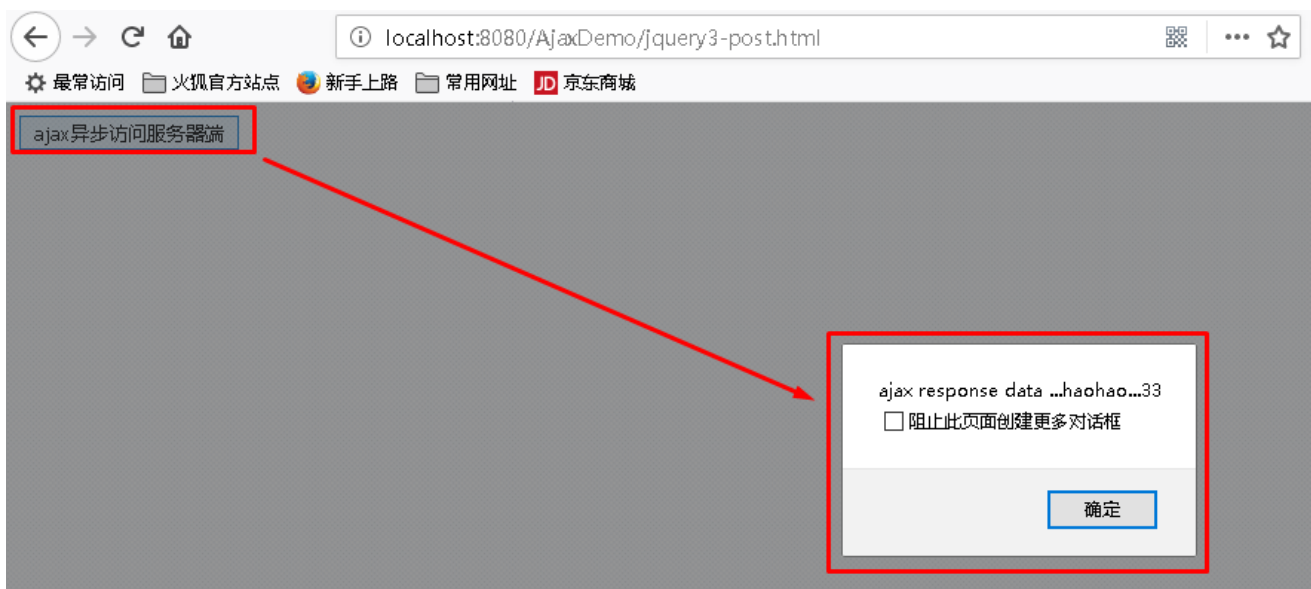 localhost:8080/AjaxDemo/jquery3-post.html
最常访问 火狐官方站点 新手上路 常用网址 JD 京东商城
ajax异步访问服务器端
ajax response data ...haohao...33
阻止此页面创建更多对话框
确定